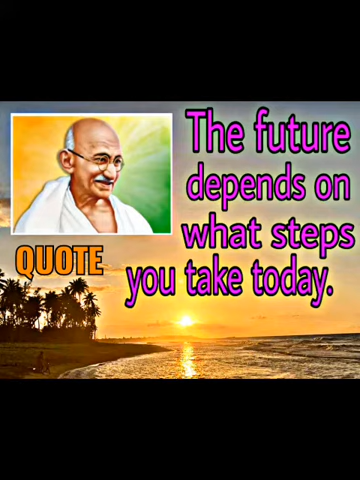 The future
depends on
what steps
you take today.
QUOTE